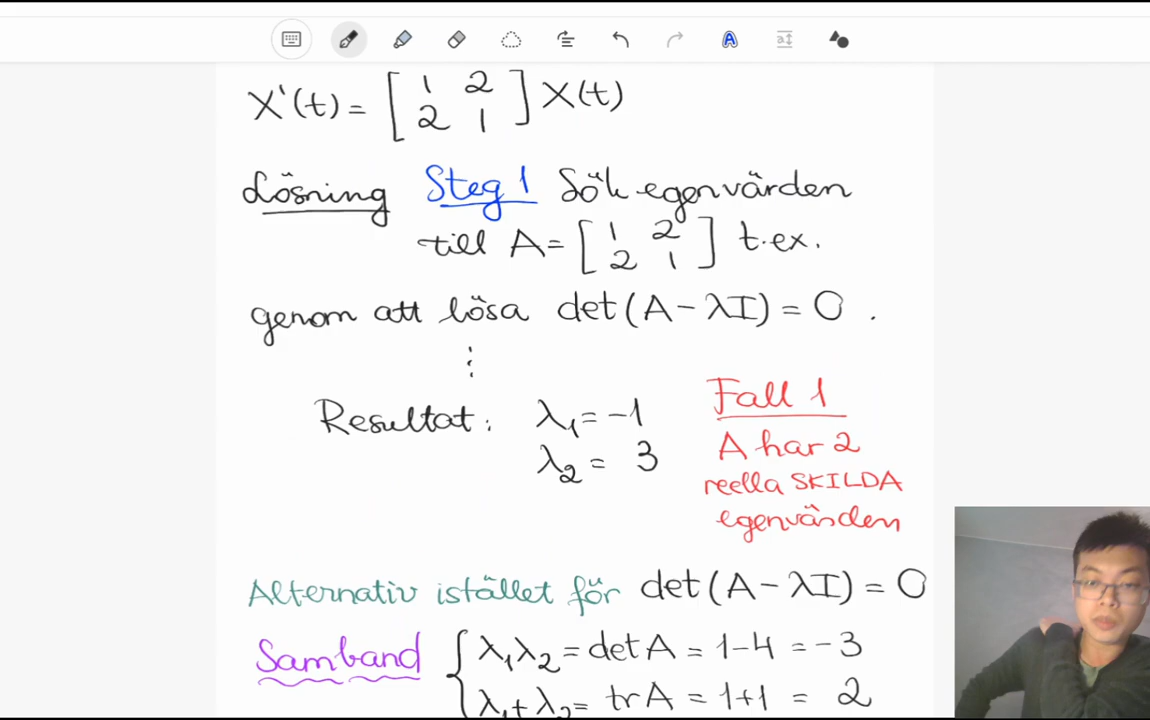 X'(t) = [1 2; 2 1] X(t)
Lösning Steg 1 Sök egenvärden
till A = [1 2; 2 1] t.ex.
genom att lösa det(A - λI) = 0.
⋮
Resultat: λ₁ = -1
λ₂ = 3
Fall 1
A har 2
reella SKILDA
egenvärden
Alternativ istället för det(A - λI) = 0
Samband { λ₁λ₂ = det A = 1-4 = -3
λ₁ + λ₂ = tr A = 1+1 = 2